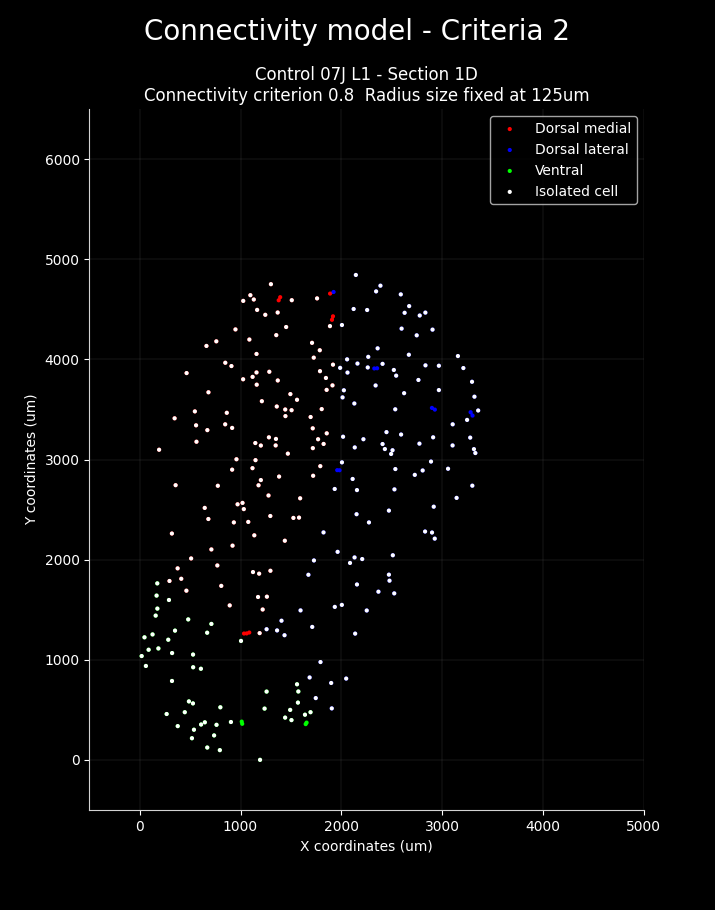 Connectivity model - Criteria 2
Control 07J L1 - Section 1D
Connectivity criterion 0.8  Radius size fixed at 125um
Dorsal medial
Dorsal lateral
Ventral
Isolated cell
6000
5000
4000
3000
2000
1000
0
Y coordinates (um)
0 1000 2000 3000 4000 5000
X coordinates (um)